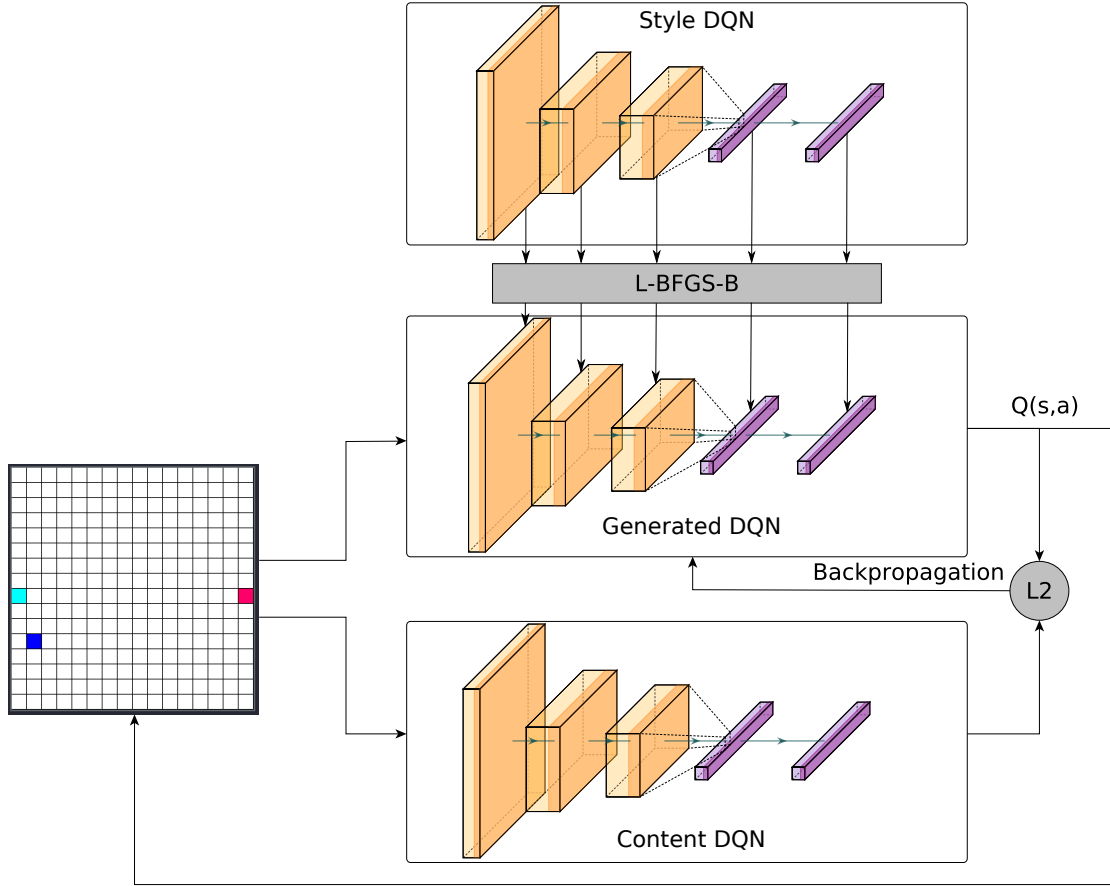 Style DQN
L-BFGS-B
Q(s,a)
Generated DQN
Backpropagation
L2
Content DQN